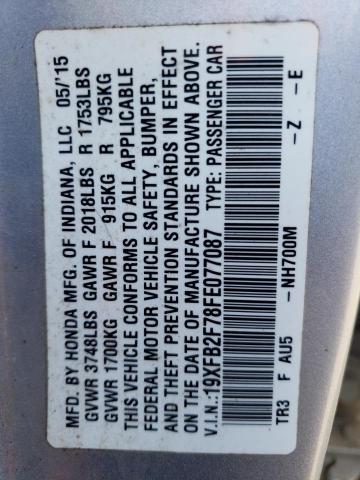 MFD. BY HONDA MFG. OF INDIANA, LLC 05/'15
GVWR 3748LBS GAWR F 2018LBS R 1753LBS
GVWR 1700KG GAWR F 915KG R 795KG
THIS VEHICLE CONFORMS TO ALL APPLICABLE
FEDERAL MOTOR VEHICLE SAFETY, BUMPER,
AND THEFT PREVENTION STANDARDS IN EFFECT
ON THE DATE OF MANUFACTURE SHOWN ABOVE.
V.I.N.:19XFB2F78FE077087 TYPE: PASSENGER CAR
TR3 F AU5 -NH700M -Z -E